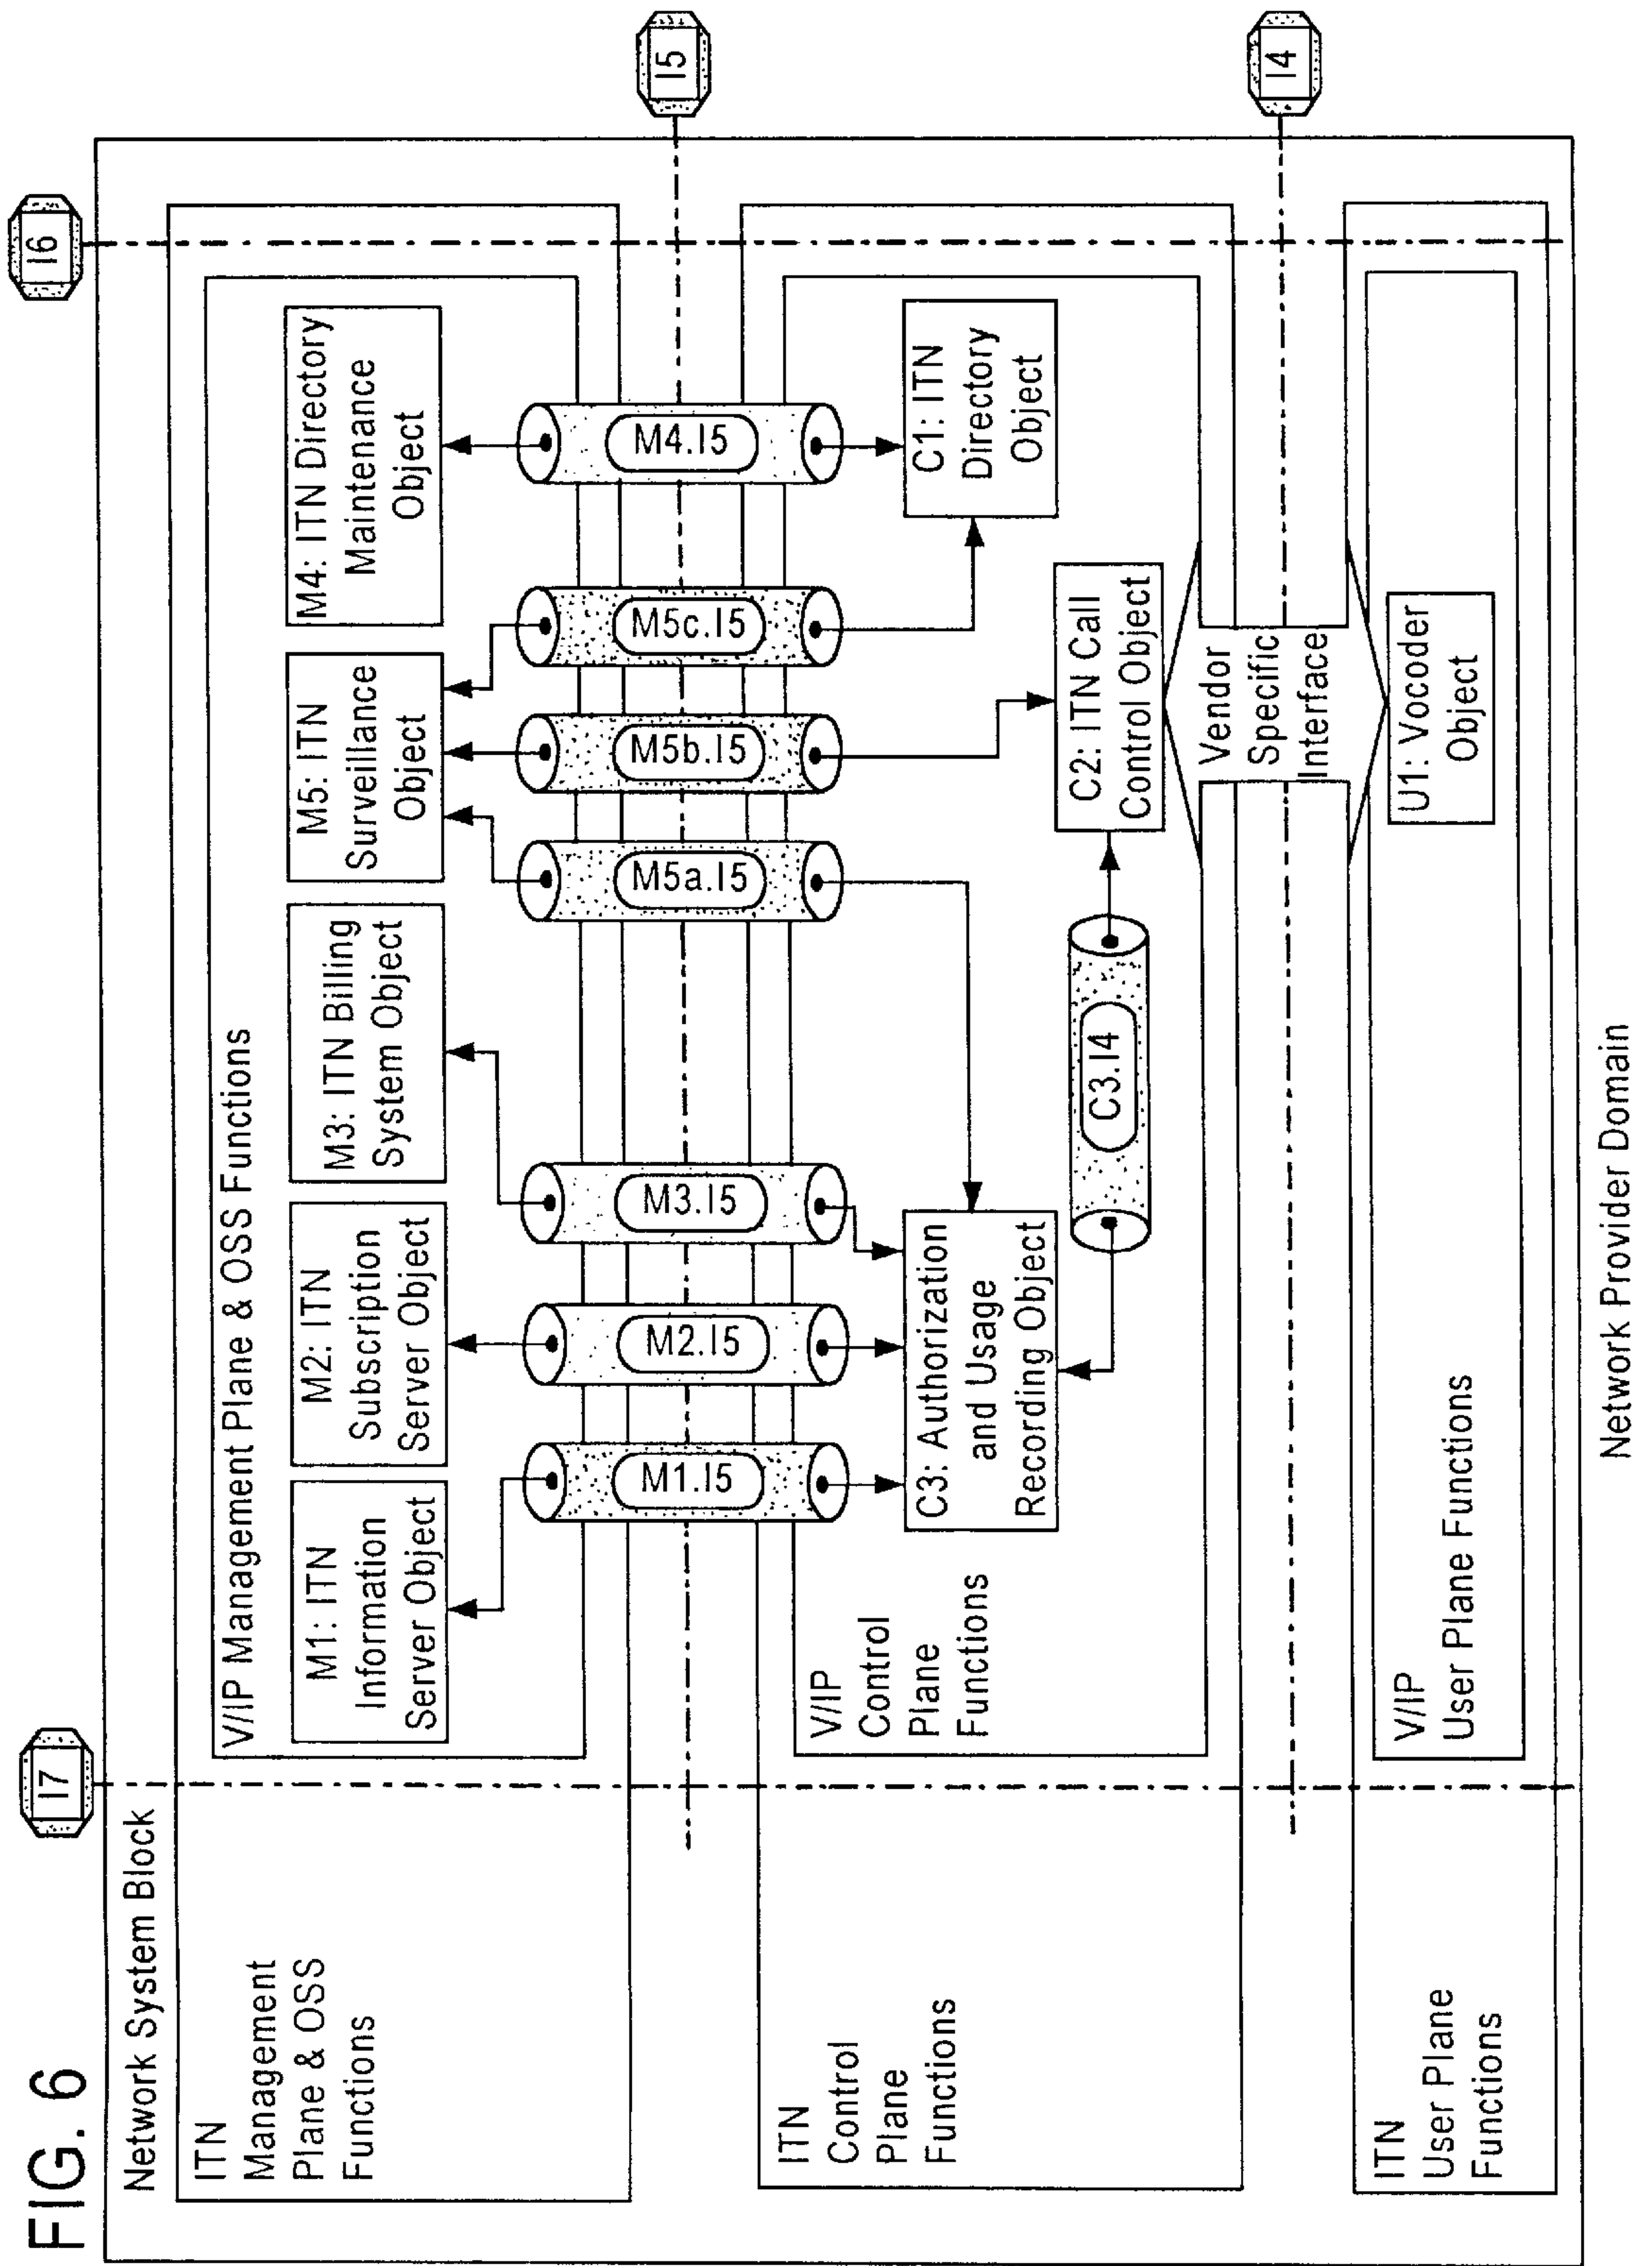 FIG. 6
I7
I6
Network System Block
ITN
Management
Plane & OSS
Functions
V/IP Management Plane & OSS Functions
M1: ITN
Information
Server Object
M2: ITN
Subscription
Server Object
M3: ITN Billing
System Object
M5: ITN
Surveillance
Object
M4: ITN Directory
Maintenance
Object
M1.I5
M2.I5
M3.I5
M5a.I5
M5b.I5
M5c.I5
M4.I5
I5
ITN
Control
Plane
Functions
V/IP
Control
Plane
Functions
C3: Authorization
and Usage
Recording Object
C1: ITN
Directory
Object
C3.I4
C2: ITN Call
Control Object
Vendor
Specific
Interface
I4
ITN
User Plane
Functions
V/IP
User Plane Functions
U1: Vocoder
Object
Network Provider Domain